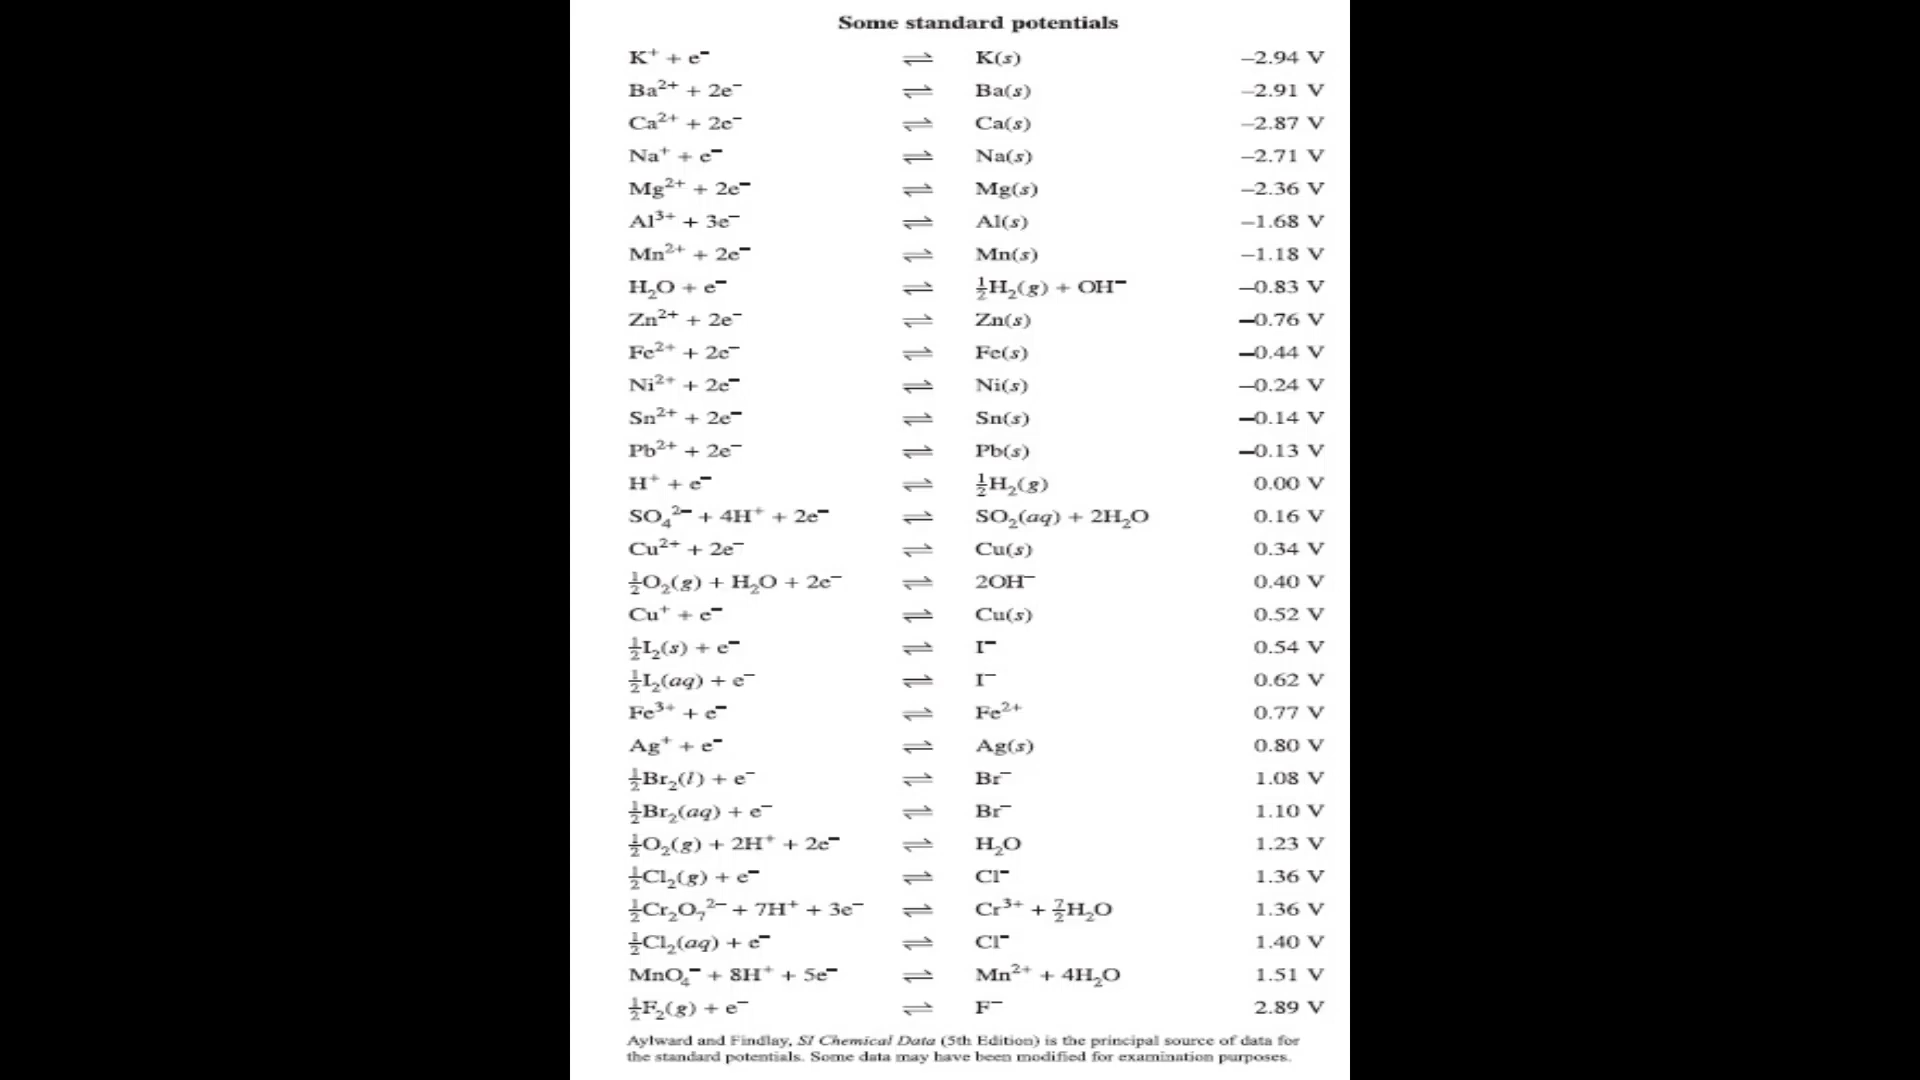 Some standard potentials
K⁺ + e⁻ ⇌ K(s) –2.94 V
Ba²⁺ + 2e⁻ ⇌ Ba(s) –2.91 V
Ca²⁺ + 2e⁻ ⇌ Ca(s) –2.87 V
Na⁺ + e⁻ ⇌ Na(s) –2.71 V
Mg²⁺ + 2e⁻ ⇌ Mg(s) –2.36 V
Al³⁺ + 3e⁻ ⇌ Al(s) –1.68 V
Mn²⁺ + 2e⁻ ⇌ Mn(s) –1.18 V
H₂O + e⁻ ⇌ ½H₂(g) + OH⁻ –0.83 V
Zn²⁺ + 2e⁻ ⇌ Zn(s) –0.76 V
Fe²⁺ + 2e⁻ ⇌ Fe(s) –0.44 V
Ni²⁺ + 2e⁻ ⇌ Ni(s) –0.24 V
Sn²⁺ + 2e⁻ ⇌ Sn(s) –0.14 V
Pb²⁺ + 2e⁻ ⇌ Pb(s) –0.13 V
H⁺ + e⁻ ⇌ ½H₂(g) 0.00 V
SO₄²⁻ + 4H⁺ + 2e⁻ ⇌ SO₂(aq) + 2H₂O 0.16 V
Cu²⁺ + 2e⁻ ⇌ Cu(s) 0.34 V
½O₂(g) + H₂O + 2e⁻ ⇌ 2OH⁻ 0.40 V
Cu⁺ + e⁻ ⇌ Cu(s) 0.52 V
½I₂(s) + e⁻ ⇌ I⁻ 0.54 V
½I₂(aq) + e⁻ ⇌ I⁻ 0.62 V
Fe³⁺ + e⁻ ⇌ Fe²⁺ 0.77 V
Ag⁺ + e⁻ ⇌ Ag(s) 0.80 V
½Br₂(l) + e⁻ ⇌ Br⁻ 1.08 V
½Br₂(aq) + e⁻ ⇌ Br⁻ 1.10 V
½O₂(g) + 2H⁺ + 2e⁻ ⇌ H₂O 1.23 V
½Cl₂(g) + e⁻ ⇌ Cl⁻ 1.36 V
½Cr₂O₇²⁻ + 7H⁺ + 3e⁻ ⇌ Cr³⁺ + 7/2H₂O 1.36 V
½Cl₂(aq) + e⁻ ⇌ Cl⁻ 1.40 V
MnO₄⁻ + 8H⁺ + 5e⁻ ⇌ Mn²⁺ + 4H₂O 1.51 V
½F₂(g) + e⁻ ⇌ F⁻ 2.89 V
Aylward and Findlay, SI Chemical Data (5th Edition) is the principal source of data for
the standard potentials. Some data may have been modified for examination purposes.